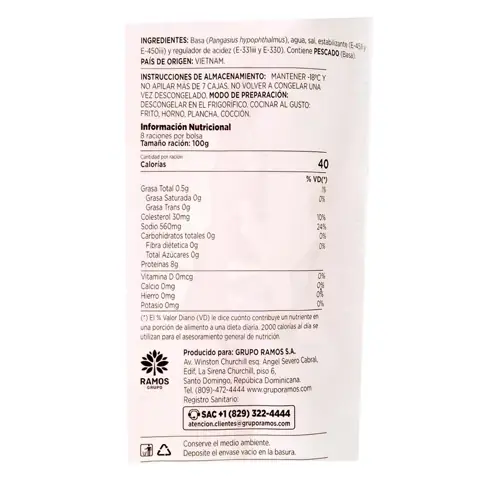 INGREDIENTES: Basa (Pangasius hypophthalmus), agua, sal, estabilizante (E-451i y
E-450iii) y regulador de acidez (E-331iii y E-330). Contiene PESCADO (Basa).
PAÍS DE ORIGEN: VIETNAM.
INSTRUCCIONES DE ALMACENAMIENTO: MANTENER -18°C Y
NO APILAR MAS DE 7 CAJAS. NO VOLVER A CONGELAR UNA
VEZ DESCONGELADO. MODO DE PREPARACIÓN:
DESCONGELAR EN EL FRIGORÍFICO. COCINAR AL GUSTO:
FRITO, HORNO, PLANCHA, COCCIÓN.
Información Nutricional
8 raciones por bolsa
Tamaño ración: 100g
Cantidad por ración
Calorías 40
% VD(*)
Grasa Total 0.5g 1%
Grasa Saturada 0g 0%
Grasa Trans 0g
Colesterol 30mg 10%
Sodio 560mg 24%
Carbohidratos totales 0g 0%
Fibra dietética 0g 0%
Total Azúcares 0g
Proteínas 8g
Vitamina D 0mcg 0%
Calcio 0mg 0%
Hierro 0mg 0%
Potasio 0mg 0%
(*) El % Valor Diario (VD) le dice cuánto contribuye un nutriente en
una porción de alimento a una dieta diaria. 2000 calorías al día se
utilizan para el asesoramiento general de nutrición.
RAMOS
GRUPO
Producido para: GRUPO RAMOS S.A.
Av. Winston Churchill esq. Angel Severo Cabral,
Edif. La Sirena Churchill, piso 6,
Santo Domingo, Repúbica Dominicana.
Tel. (809)-472-4444 www.gruporamos.com
Registro Sanitario:
SAC +1 (829) 322-4444
atencion.clientes@gruporamos.com
Conserve el medio ambiente.
Deposite el envase vacío en la basura.